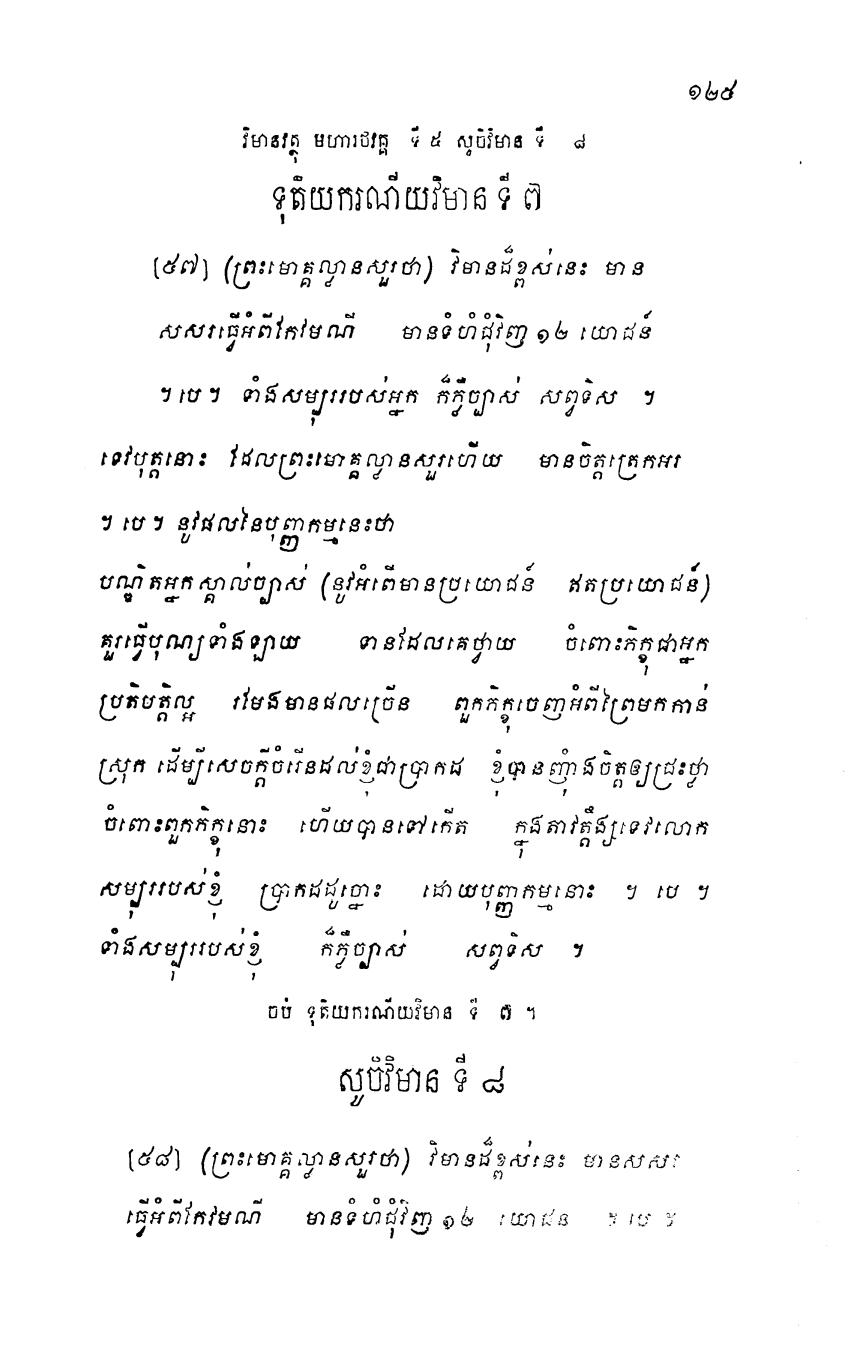 ១២៥
វិមានវត្ថុ មហារថវគ្គ ទី ៥ សូចិវិមាន ទី ៨
ទុតិយករណីយវិមាន ទី ៧
[៥៧] (ព្រះមោគ្គល្លានសួរថា) វិមានដ៏ខ្ពស់នេះ មាន
សសរធ្វើអំពីកែវមណី មានទំហំជុំវិញ ១២ យោជន៍
។ បេ ។ ទាំងសម្បុររបស់អ្នក ក៏ភ្លឺច្បាស់ សព្វទិស ។
ទេវបុត្តនោះ ដែលព្រះមោគ្គល្លានសួរហើយ មានចិត្តត្រេកអរ
។ បេ ។ នូវផលនៃបុញ្ញកម្មនេះថា
បណ្ឌិតអ្នកស្គាល់ច្បាស់ (នូវអំពើមានប្រយោជន៍ ឥតប្រយោជន៍)
គួរធ្វើបុណ្យទាំងឡាយ ទានដែលគេថ្វាយ ចំពោះភិក្ខុជាអ្នក
ប្រតិបត្តិល្អ រមែងមានផលច្រើន ពួកភិក្ខុចេញអំពីព្រៃមកកាន់
ស្រុក ដើម្បីសេចក្តីចំរើនដល់ខ្ញុំជាប្រាកដ ខ្ញុំបានញុំាងចិត្តឲ្យជ្រះថ្លា
ចំពោះពួកភិក្ខុនោះ ហើយបានទៅកើត ក្នុងតាវត្តឹង្សទេវលោក
សម្បុររបស់ខ្ញុំ ប្រាកដដូច្នោះ ដោយបុញ្ញកម្មនោះ ។ បេ ។
ទាំងសម្បុររបស់ខ្ញុំ ក៏ភ្លឺច្បាស់ សព្វទិស ។
ចប់ ទុតិយករណីយវិមាន ទី ៧ ។
សូចិវិមាន ទី ៨
[៥៨] (ព្រះមោគ្គល្លានសួរថា) វិមានដ៏ខ្ពស់នេះ មានសសរ
ធ្វើអំពីកែវមណី មានទំហំជុំវិញ ១២ យោជន ។ បេ ។